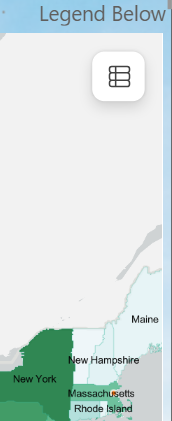 Legend Below
Maine
New Hampshire
New York
Massachusetts
Rhode Island